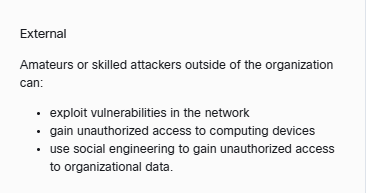 External
Amateurs or skilled attackers outside of the organization
can:
• exploit vulnerabilities in the network
• gain unauthorized access to computing devices
• use social engineering to gain unauthorized access
to organizational data.